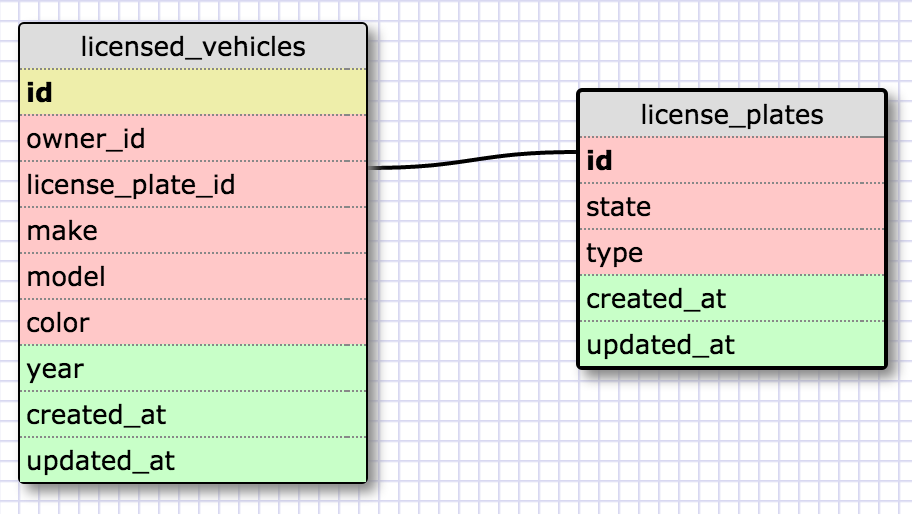 licensed_vehicles
id
owner_id
license_plate_id
make
model
color
year
created_at
updated_at
license_plates
id
state
type
created_at
updated_at